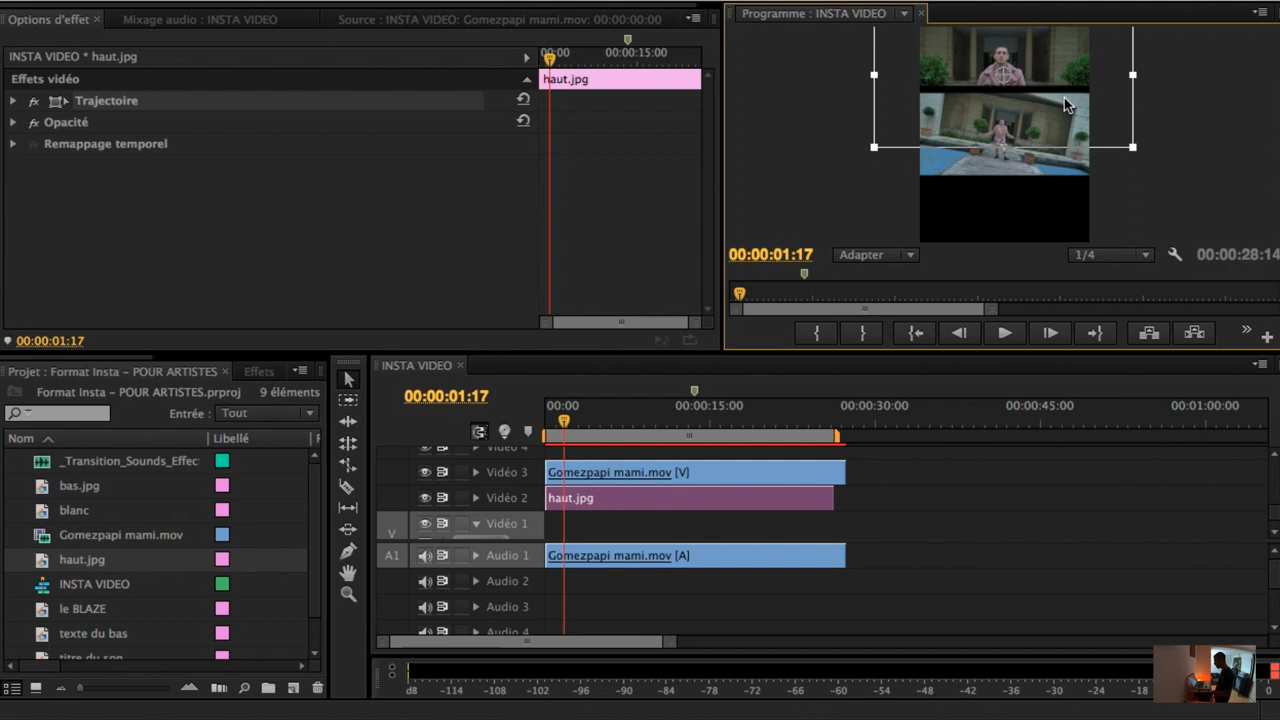 Options d'effet
Mixage audio : INSTA VIDEO
Source : INSTA VIDEO: Gomezpapi mami.mov: 00:00:00:00
Programme : INSTA VIDEO
INSTA VIDEO * haut.jpg
00:00
00:00:15:00
Effets vidéo
haut.jpg
fx Trajectoire
fx Opacité
fx Remappage temporel
00:00:01:17
Adapter
1/4
00:00:28:14
00:00:01:17
Projet : Format Insta – POUR ARTISTES
Effets
Format Insta – POUR ARTISTES.prproj
9 éléments
Entrée :
Tout
Nom
Libellé
_Transition_Sounds_Effec
bas.jpg
blanc
Gomezpapi mami.mov
haut.jpg
INSTA VIDEO
le BLAZE
texte du bas
titre du son
INSTA VIDEO
00:00:01:17
00:00
00:00:15:00
00:00:30:00
00:00:45:00
00:01:00:00
Vidéo 4
Vidéo 3
Gomezpapi mami.mov [V]
Vidéo 2
haut.jpg
V
Vidéo 1
A1
Audio 1
Gomezpapi mami.mov [A]
Audio 2
Audio 3
Audio 4
dB
-114
-108
-102
-96
-90
-84
-78
-72
-66
-60
-54
-48
-42
-36
-30
-24
-18
0